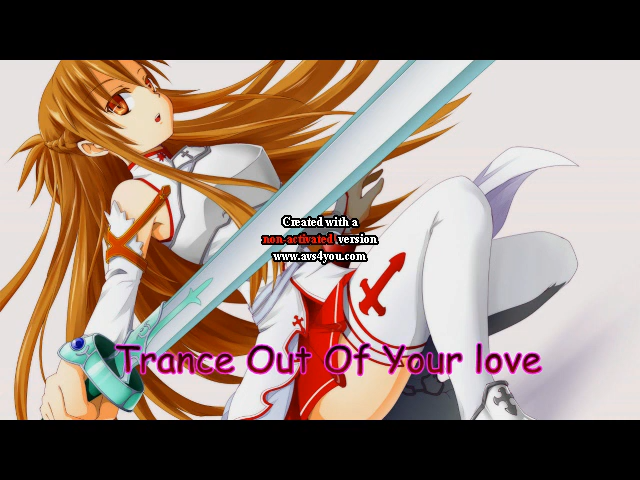 Created with a
non-activated version
www.avs4you.com
Trance Out Of Your love